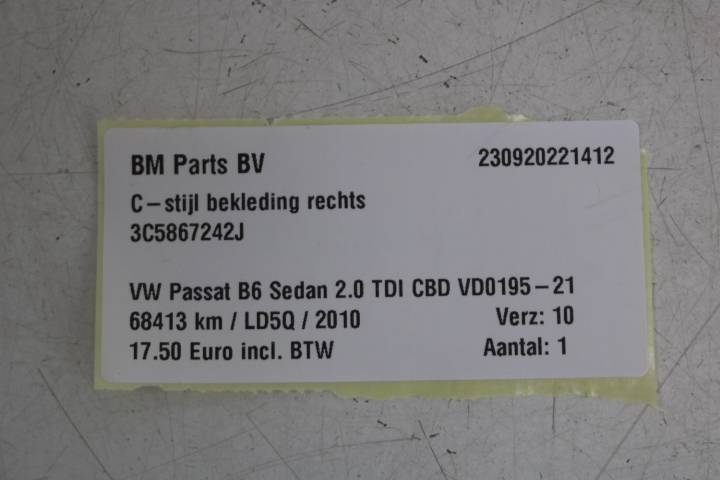 BM Parts BV 230920221412
C-stijl bekleding rechts
3C5867242J
VW Passat B6 Sedan 2.0 TDI CBD VD0195-21
68413 km / LD5Q / 2010 Verz: 10
17.50 Euro incl. BTW Aantal: 1